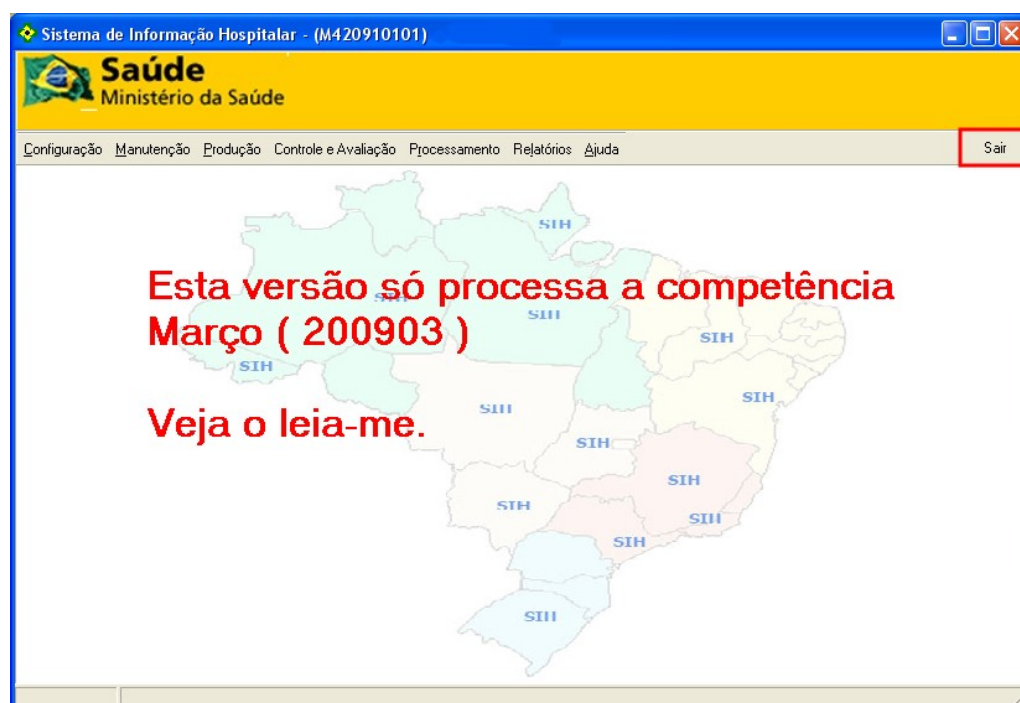 Sistema de Informação Hospitalar - (M420910101)
Saúde
Ministério da Saúde
Configuração Manutenção Produção Controle e Avaliação Processamento Relatórios Ajuda Sair
SIH
Esta versão só processa a competência
SIH
Março ( 200903 )
SIH
SIH
SIH
SIH
Veja o leia-me.
SIH
SIH
SIH
SIH
SIH
SIH